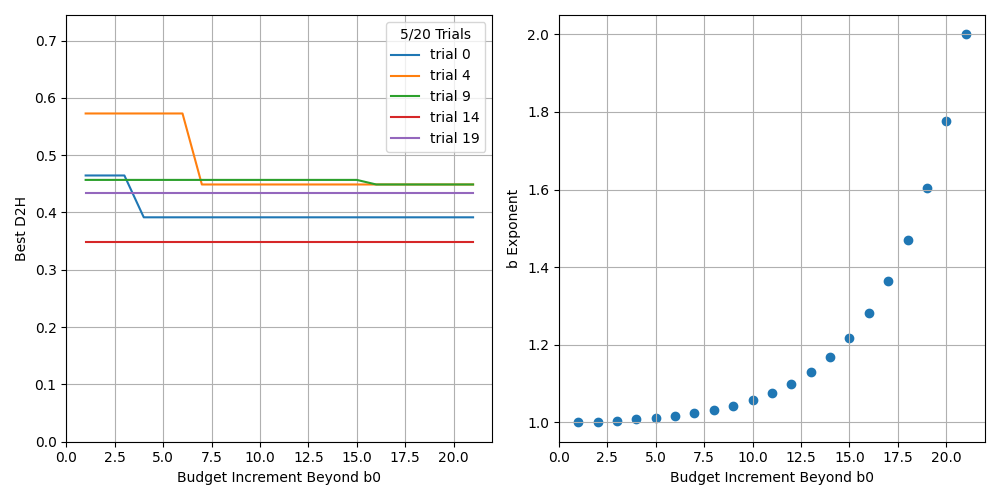 Best D2H
0.7
0.6
0.5
0.4
0.3
0.2
0.1
0.0
5/20 Trials
trial 0
trial 4
trial 9
trial 14
trial 19
0.0 2.5 5.0 7.5 10.0 12.5 15.0 17.5 20.0
Budget Increment Beyond b0
b Exponent
2.0
1.8
1.6
1.4
1.2
1.0
0.0 2.5 5.0 7.5 10.0 12.5 15.0 17.5 20.0
Budget Increment Beyond b0